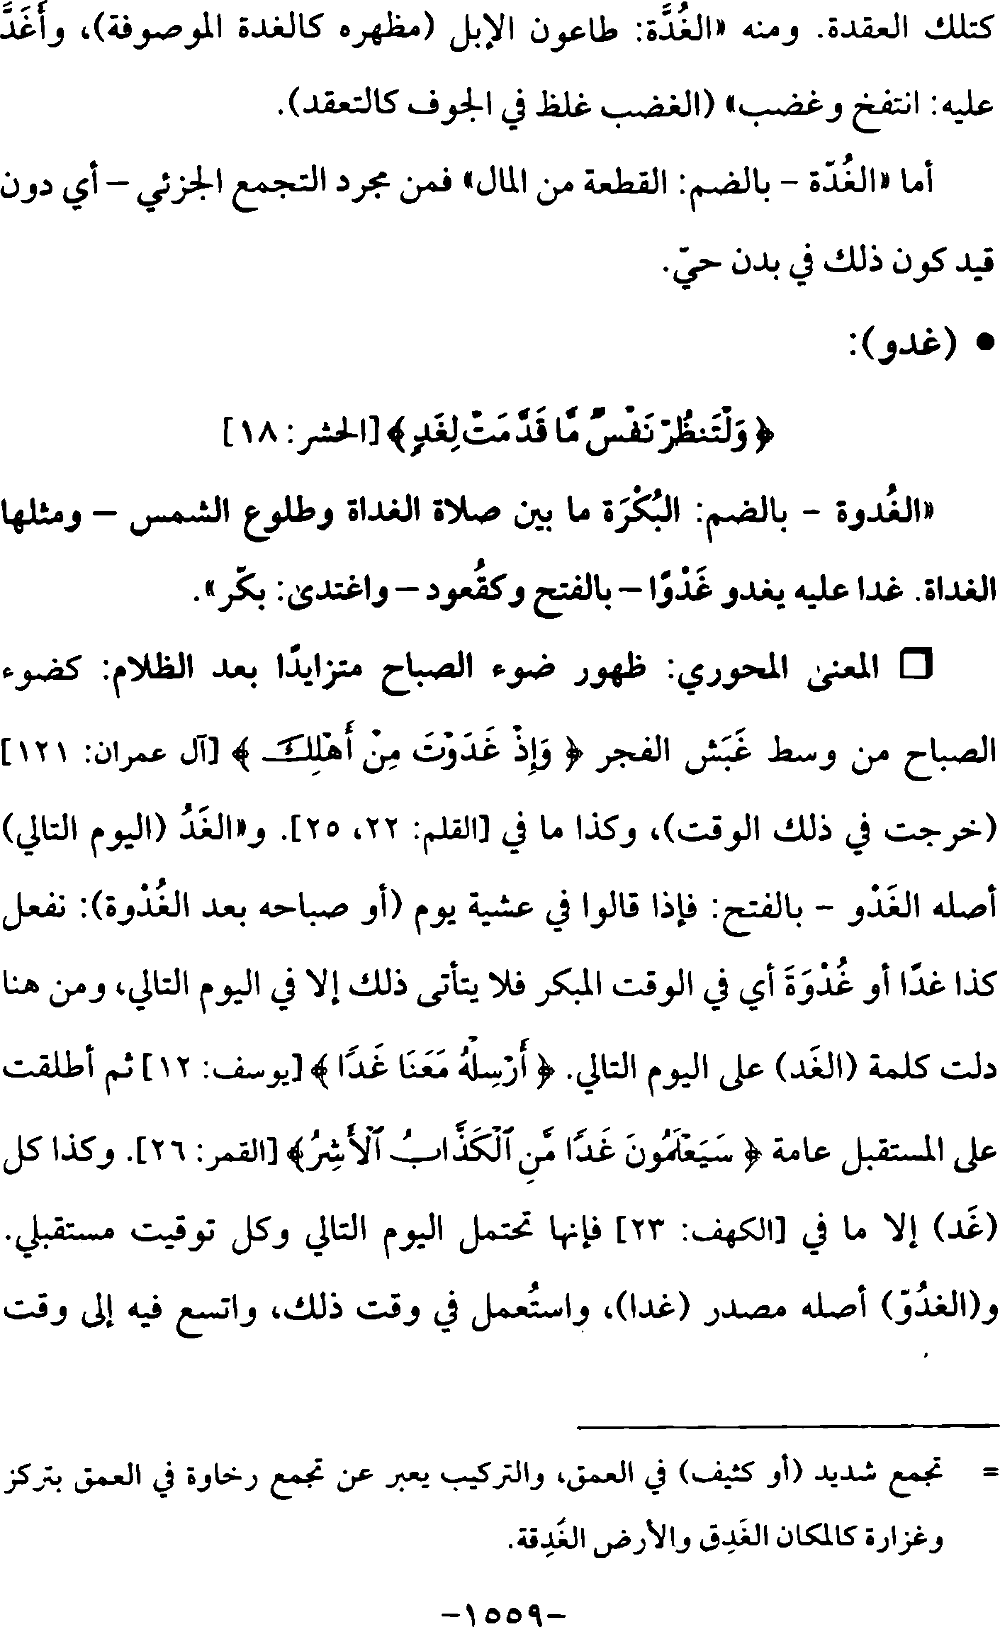 كتلك العقدة. ومنه «الغُدَّة: طاعون الإبل (مظهره كالغدة الموصوفة)، وأَغَدَّ
عليه: انتفخ وغضب» (الغضب غلظ في الجوف كالتعقد).
أما «الغُدّة - بالضم: القطعة من المال» فمن مجرد التجمع الجزئي – أي دون
قيد كون ذلك في بدن حيّ.
● (غدو):
﴿ وَلْتَنظُرْ نَفْسٌ مَّا قَدَّمَتْ لِغَدٍ ﴾ [الحشر: ١٨]
«الغُدوة - بالضم: البُكْرَة ما بين صلاة الغداة وطلوع الشمس – ومثلها
الغداة. غدا عليه يغدو غَدْوًا – بالفتح وكقُعود – واغتدى: بكّر».
❒ المعنى المحوري: ظهور ضوء الصباح متزايدًا بعد الظلام: كضوء
الصباح من وسط غَبَش الفجر ﴿ وَإِذْ غَدَوْتَ مِنْ أَهْلِكَ ﴾ [آل عمران: ١٢١]
(خرجت في ذلك الوقت)، وكذا ما في [القلم: ٢٢، ٢٥]. و«الغَدُ (اليوم التالي)
أصله الغَدْو - بالفتح: فإذا قالوا في عشية يوم (أو صباحه بعد الغُدْوة): نفعل
كذا غدًا أو غُدْوَةَ أي في الوقت المبكر فلا يتأتى ذلك إلا في اليوم التالي، ومن هنا
دلت كلمة (الغَد) على اليوم التالي. ﴿ أَرْسِلْهُ مَعَنَا غَدًا ﴾ [يوسف: ١٢] ثم أطلقت
على المستقبل عامة ﴿ سَيَعْلَمُونَ غَدًا مَّنِ ٱلْكَذَّابُ ٱلْأَشِرُ ﴾ [القمر: ٢٦]. وكذا كل
(غَد) إلا ما في [الكهف: ٢٣] فإنها تحتمل اليوم التالي وكل توقيت مستقبلي.
و(الغدُوّ) أصله مصدر (غدا)، واستُعمل في وقت ذلك، واتسع فيه إلى وقت
= تجمع شديد (أو كثيف) في العمق، والتركيب يعبر عن تجمع رخاوة في العمق بتركز
وغزارة كالمكان الغَدِق والأرض الغَدِقة.
-١٥٥٩-